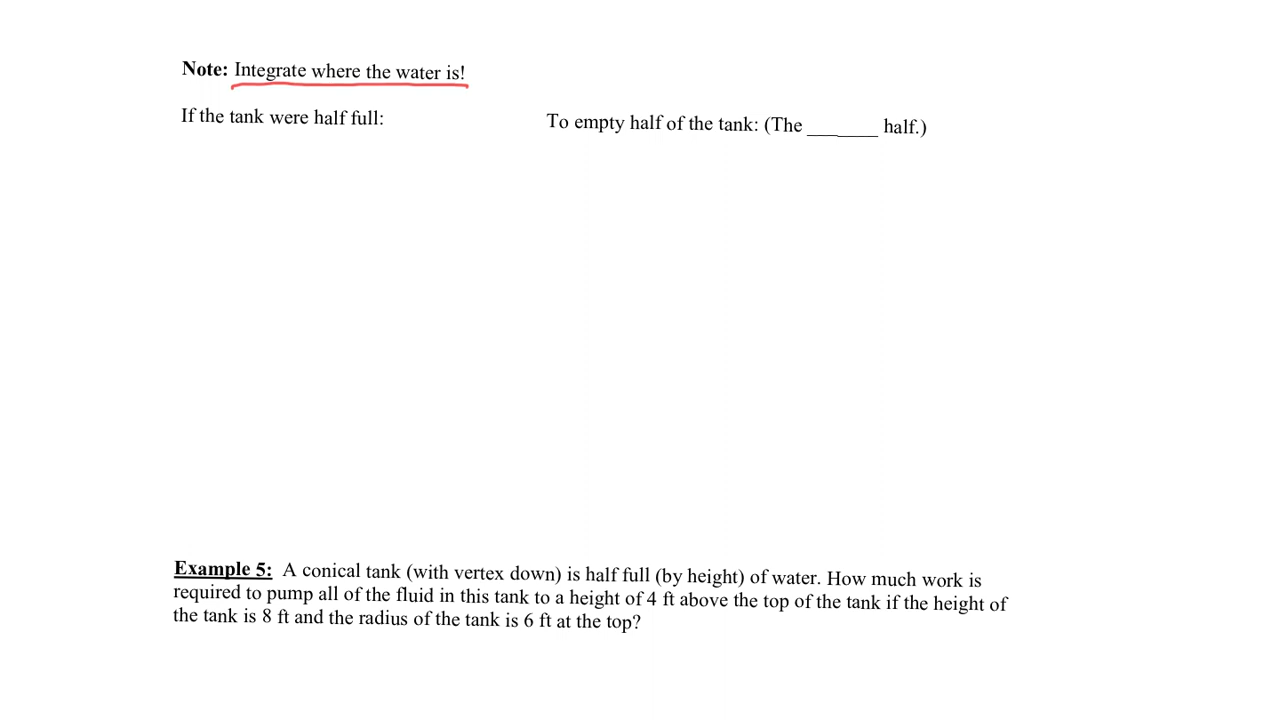 Note: Integrate where the water is!
If the tank were half full:
To empty half of the tank: (The _______ half.)
Example 5: A conical tank (with vertex down) is half full (by height) of water. How much work is
required to pump all of the fluid in this tank to a height of 4 ft above the top of the tank if the height of
the tank is 8 ft and the radius of the tank is 6 ft at the top?